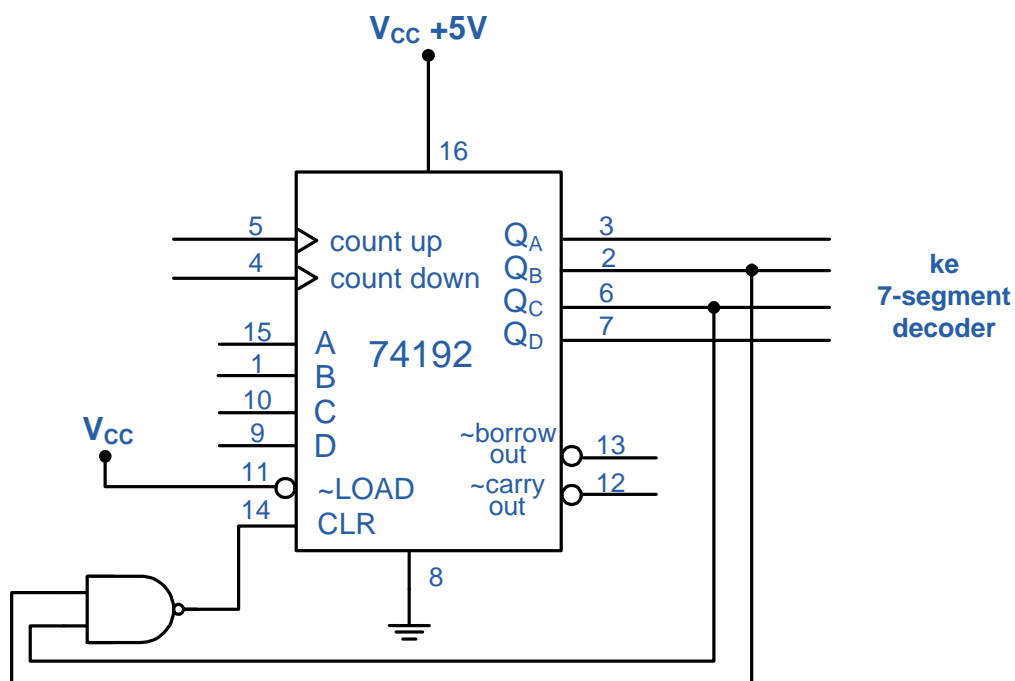 VCC +5V
16
5
count up
QA
3
4
count down
QB
2
ke
7-segment
decoder
QC
6
QD
7
15
A
74192
1
B
10
C
9
D
VCC
~borrow
out
13
11
~LOAD
~carry
out
12
14
CLR
8